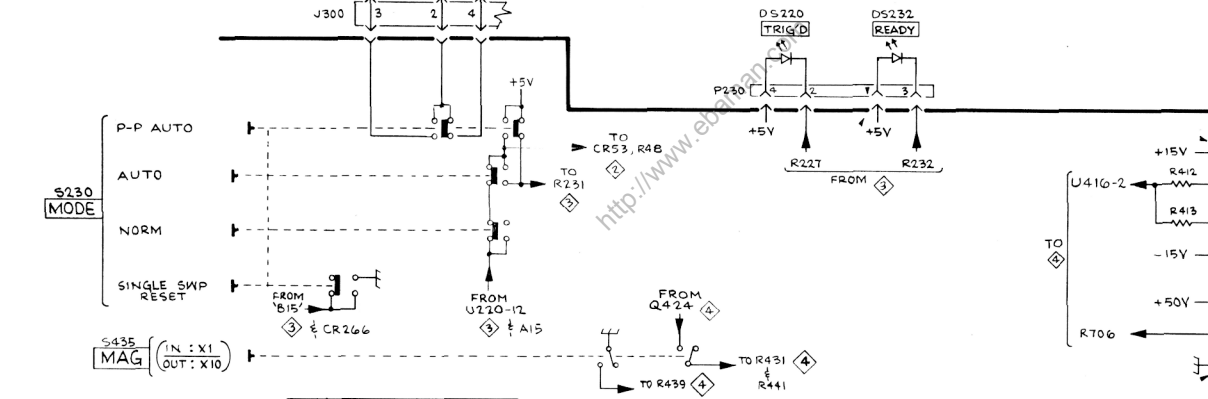 J300 3 2 4
DS220
TRIG'D
DS232
READY
P230 4 2 3
+5V
+5V +5V
R227 R232
FROM 3
S230
MODE
P-P AUTO
AUTO
NORM
SINGLE SWP
RESET
TO
CR53, R48
2
TO
R231
3
FROM
'B15'
3 & CR266
FROM
U220-12
3 & A15
S435
MAG
IN : X1
OUT : X10
FROM
Q424 4
TO R431 4
&
R441
TO R439 4
TO
4
+15V
U416-2 R412
R413
-15V
+50V
R706
http://www.ebaman.com